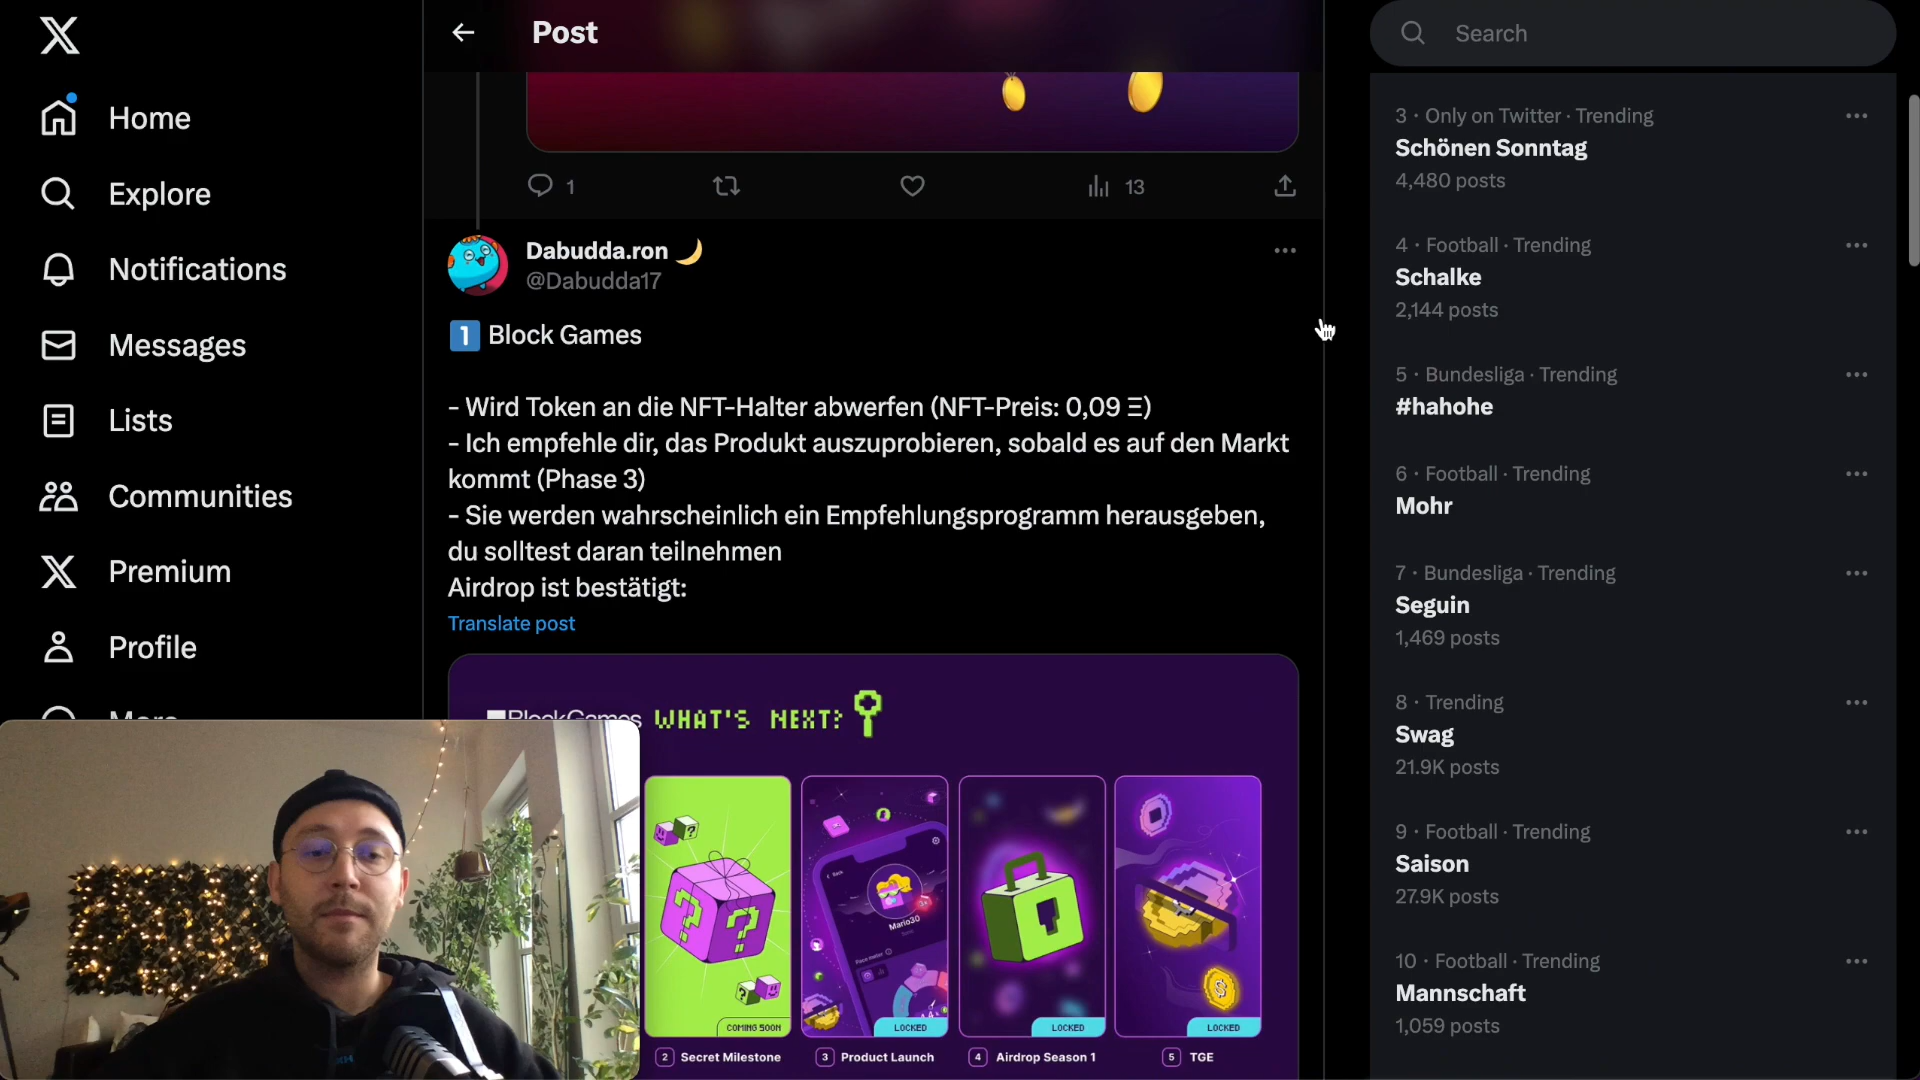 Home
Explore
Notifications
Messages
Lists
Communities
Premium
Profile
Post
1
13
Dabudda.ron 🌙
@Dabudda17
1️⃣ Block Games
- Wird Token an die NFT-Halter abwerfen (NFT-Preis: 0,09 Ξ)
- Ich empfehle dir, das Produkt auszuprobieren, sobald es auf den Markt
kommt (Phase 3)
- Sie werden wahrscheinlich ein Empfehlungsprogramm herausgeben,
du solltest daran teilnehmen
Airdrop ist bestätigt:
Translate post
BlockGames WHAT'S NEXT?
Mario30
COMING SOON
LOCKED
LOCKED
LOCKED
2 Secret Milestone
3 Product Launch
4 Airdrop Season 1
5 TGE
Search
3 · Only on Twitter · Trending
Schönen Sonntag
4,480 posts
4 · Football · Trending
Schalke
2,144 posts
5 · Bundesliga · Trending
#hahohe
6 · Football · Trending
Mohr
7 · Bundesliga · Trending
Seguin
1,469 posts
8 · Trending
Swag
21.9K posts
9 · Football · Trending
Saison
27.9K posts
10 · Football · Trending
Mannschaft
1,059 posts